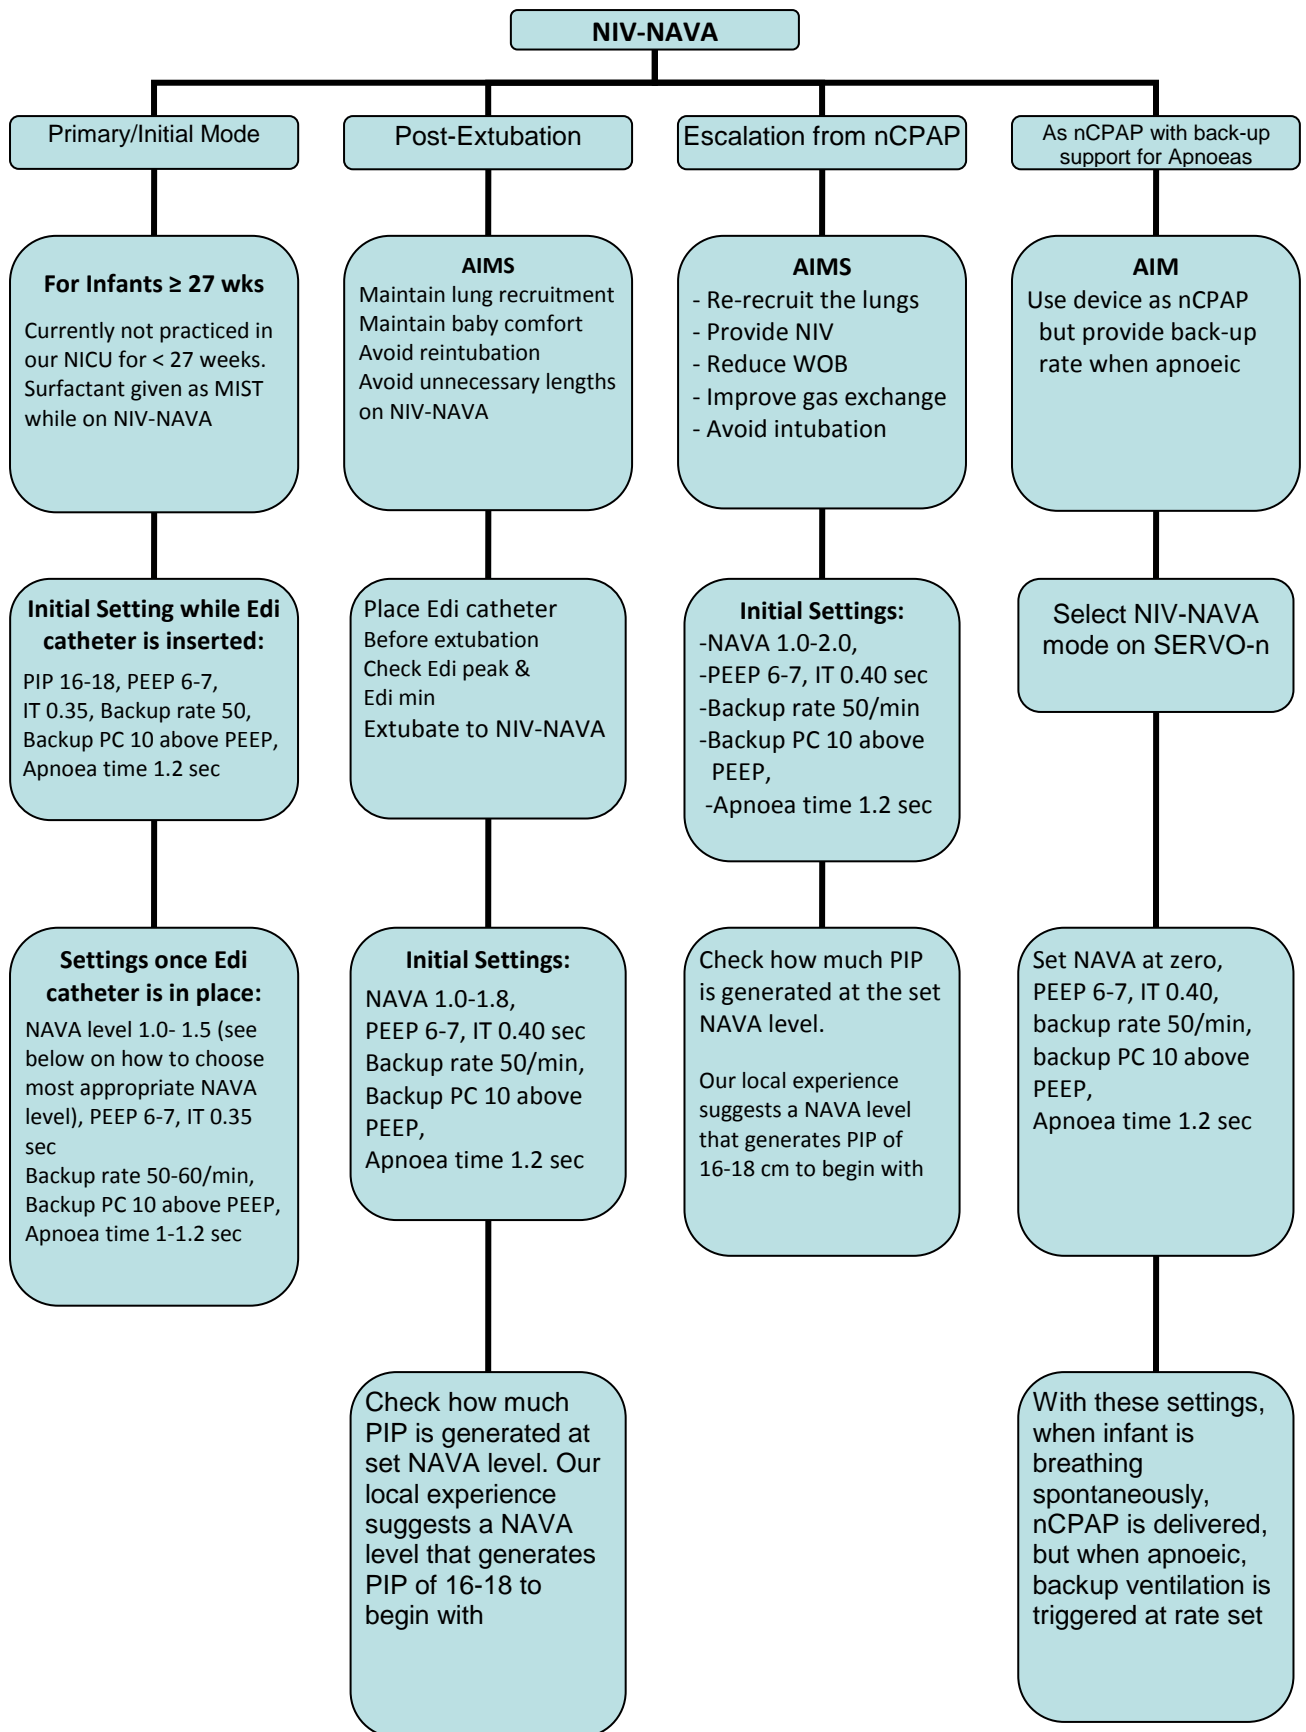 NIV-NAVA
Primary/Initial Mode
For Infants ≥ 27 wks
Currently not practiced in
our NICU for < 27 weeks.
Surfactant given as MIST
while on NIV-NAVA
Initial Setting while Edi
catheter is inserted:
PIP 16-18, PEEP 6-7,
IT 0.35, Backup rate 50,
Backup PC 10 above PEEP,
Apnoea time 1.2 sec
Settings once Edi
catheter is in place:
NAVA level 1.0- 1.5 (see
below on how to choose
most appropriate NAVA
level), PEEP 6-7, IT 0.35
sec
Backup rate 50-60/min,
Backup PC 10 above PEEP,
Apnoea time 1-1.2 sec
Post-Extubation
AIMS
Maintain lung recruitment
Maintain baby comfort
Avoid reintubation
Avoid unnecessary lengths
on NIV-NAVA
Place Edi catheter
Before extubation
Check Edi peak &
Edi min
Extubate to NIV-NAVA
Initial Settings:
NAVA 1.0-1.8,
PEEP 6-7, IT 0.40 sec
Backup rate 50/min,
Backup PC 10 above
PEEP,
Apnoea time 1.2 sec
Check how much
PIP is generated at
set NAVA level. Our
local experience
suggests a NAVA
level that generates
PIP of 16-18 to
begin with
Escalation from nCPAP
AIMS
- Re-recruit the lungs
- Provide NIV
- Reduce WOB
- Improve gas exchange
- Avoid intubation
Initial Settings:
-NAVA 1.0-2.0,
-PEEP 6-7, IT 0.40 sec
-Backup rate 50/min
-Backup PC 10 above
PEEP,
-Apnoea time 1.2 sec
Check how much PIP
is generated at the set
NAVA level.
Our local experience
suggests a NAVA level
that generates PIP of
16-18 cm to begin with
As nCPAP with back-up
support for Apnoeas
AIM
Use device as nCPAP
but provide back-up
rate when apnoeic
Select NIV-NAVA
mode on SERVO-n
Set NAVA at zero,
PEEP 6-7, IT 0.40,
backup rate 50/min,
backup PC 10 above
PEEP,
Apnoea time 1.2 sec
With these settings,
when infant is
breathing
spontaneously,
nCPAP is delivered,
but when apnoeic,
backup ventilation is
triggered at rate set